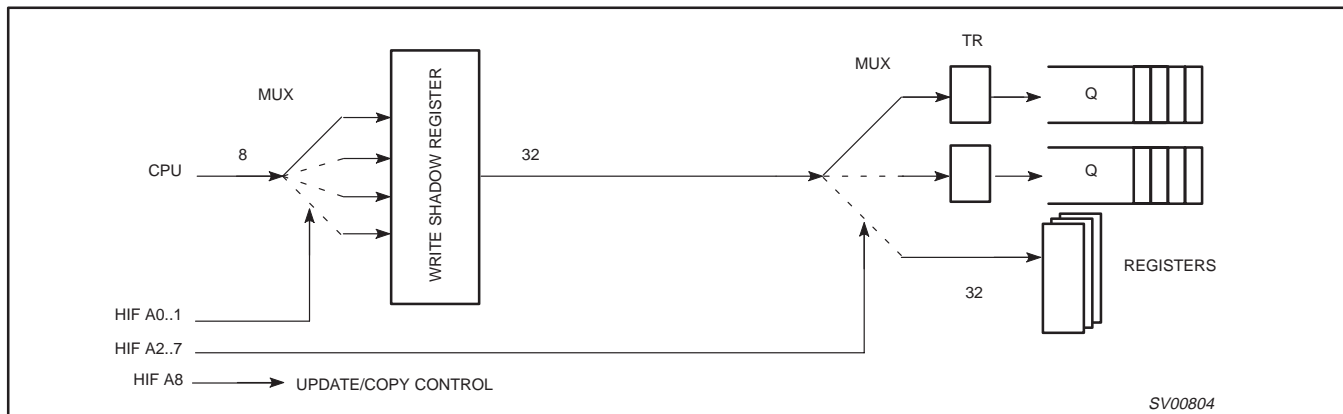 TR
MUX
MUX
WRITE SHADOW REGISTER
Q
8
32
CPU
Q
REGISTERS
32
HIF A0..1
HIF A2..7
HIF A8
UPDATE/COPY CONTROL
SV00804